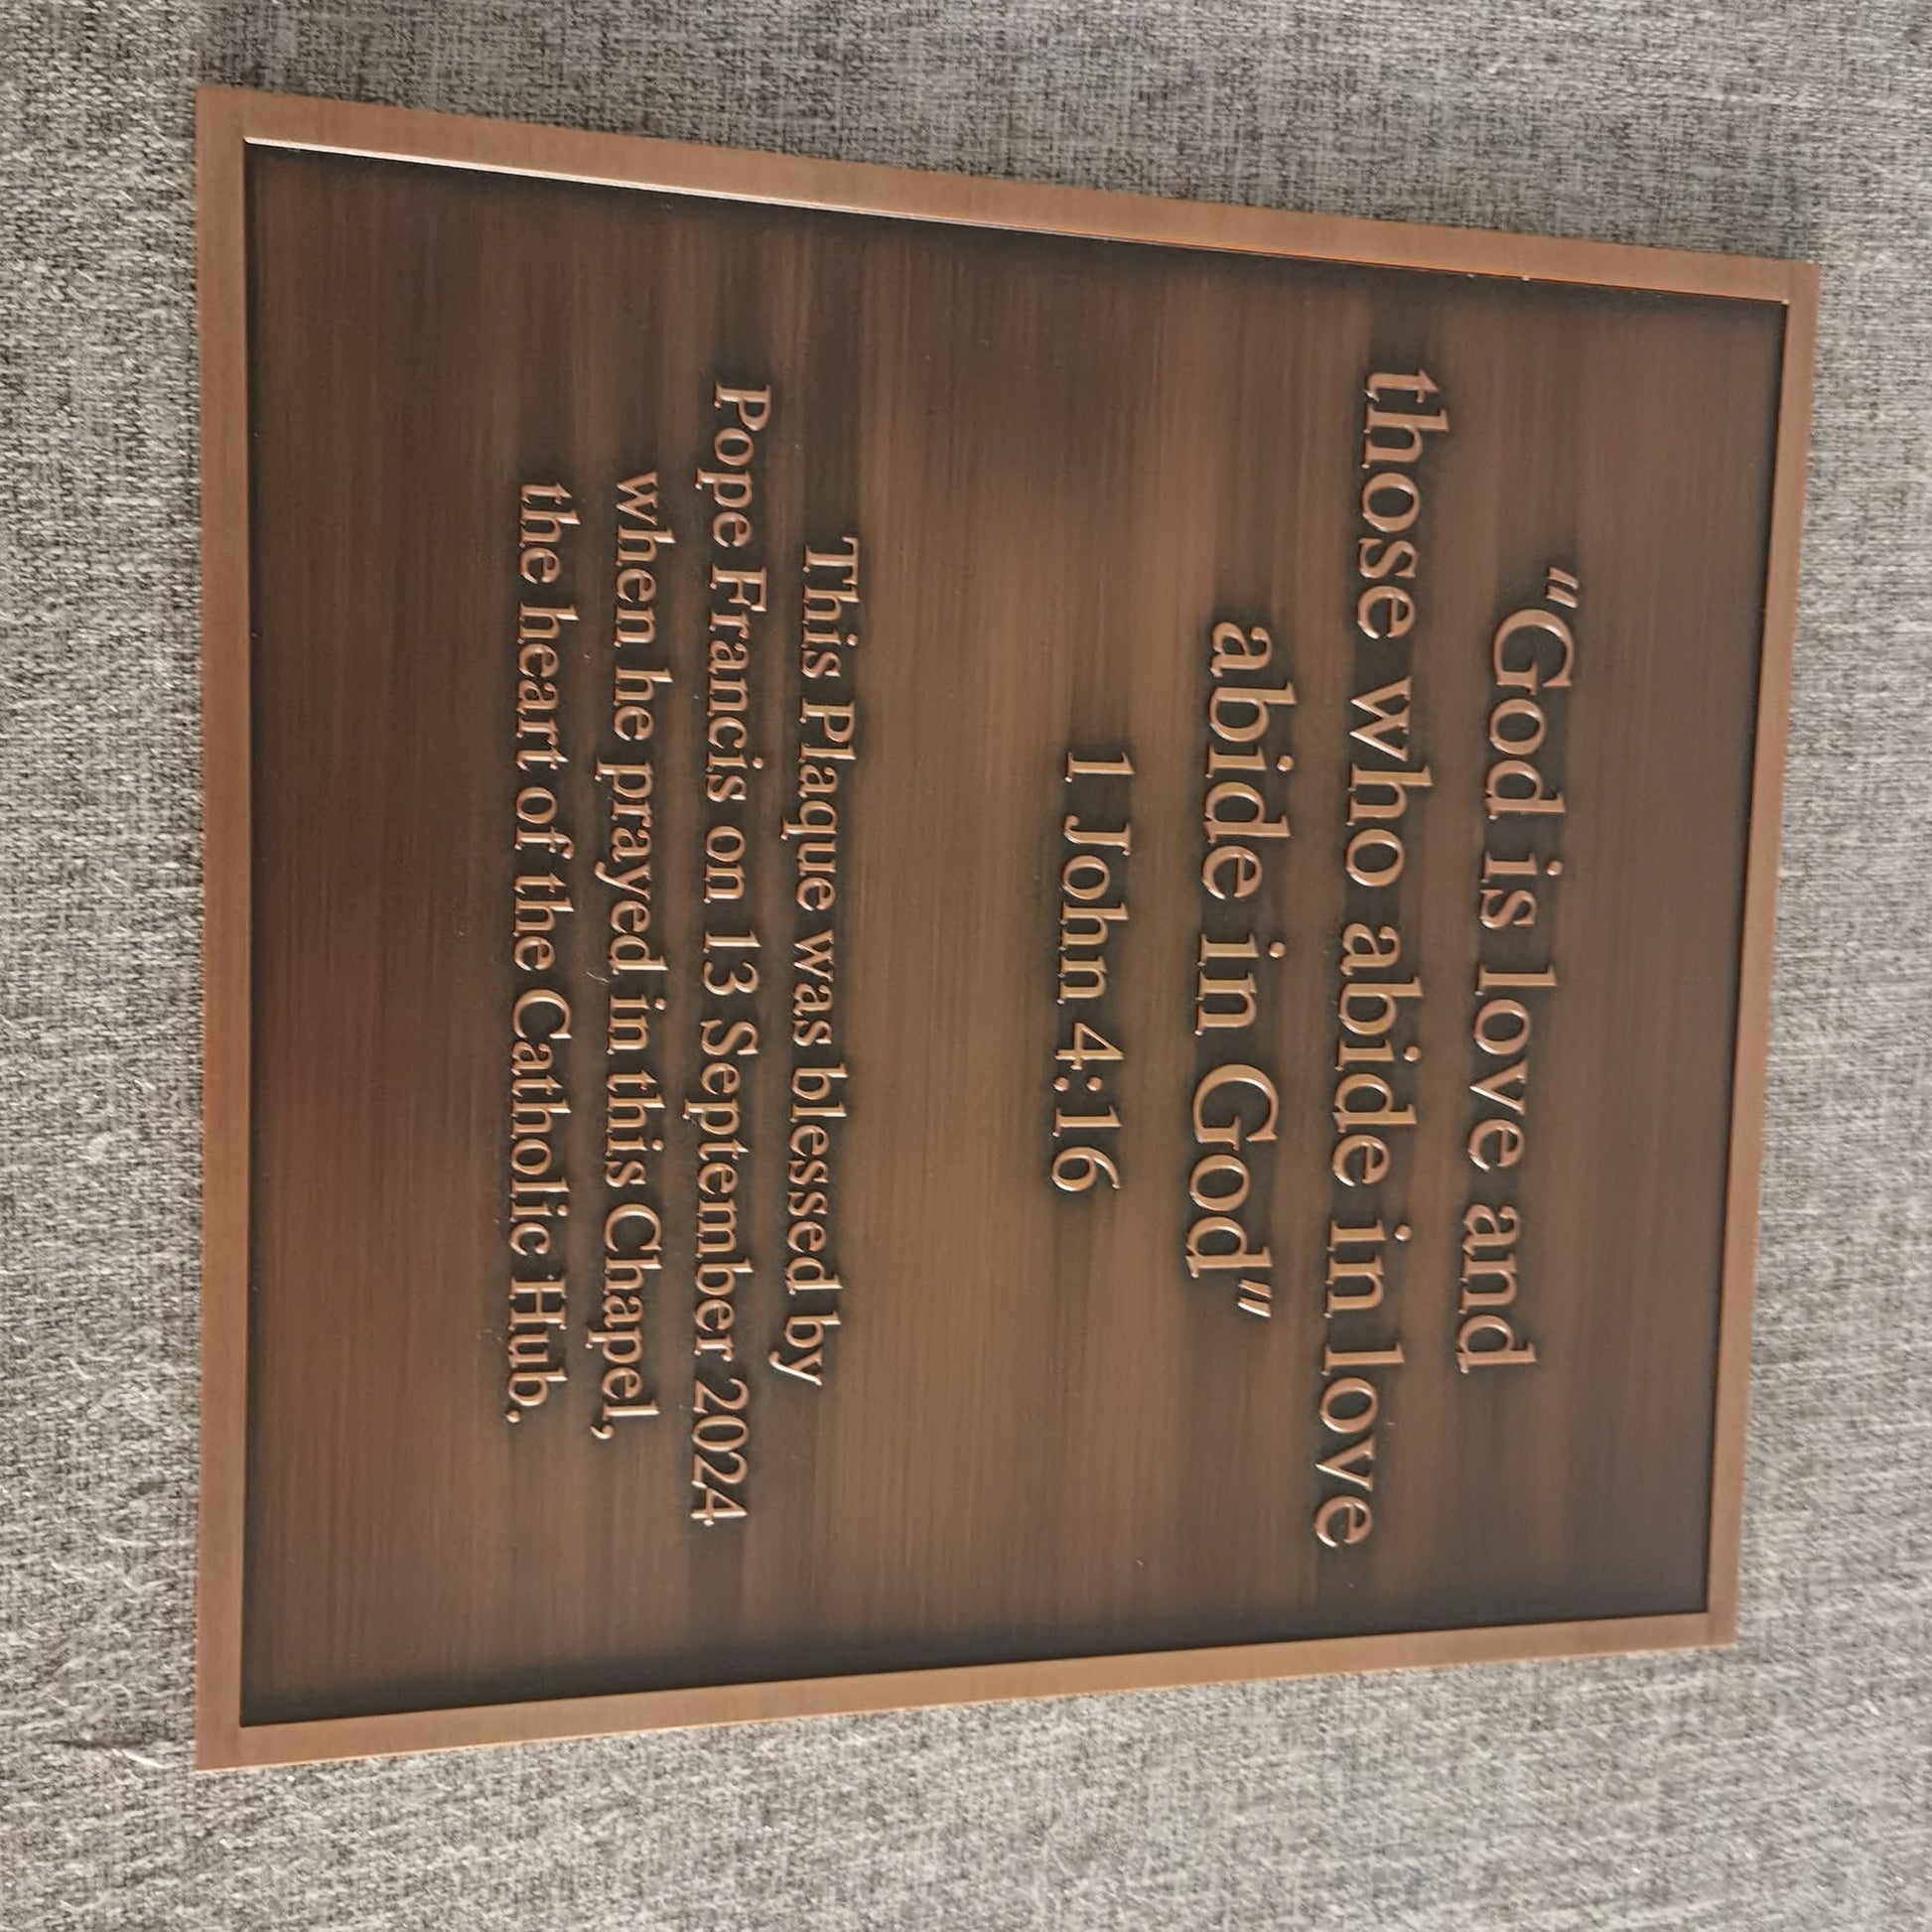 "God is love and
those who abide in love
abide in God"
1 John 4:16
This Plaque was blessed by
Pope Francis on 13 September 2024
when he prayed in this Chapel,
the heart of the Catholic Hub.